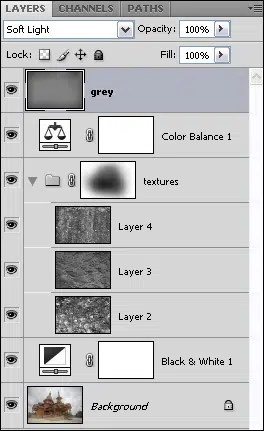 LAYERS CHANNELS PATHS
Soft Light Opacity: 100%
Lock: Fill: 100%
grey
Color Balance 1
textures
Layer 4
Layer 3
Layer 2
Black & White 1
Background